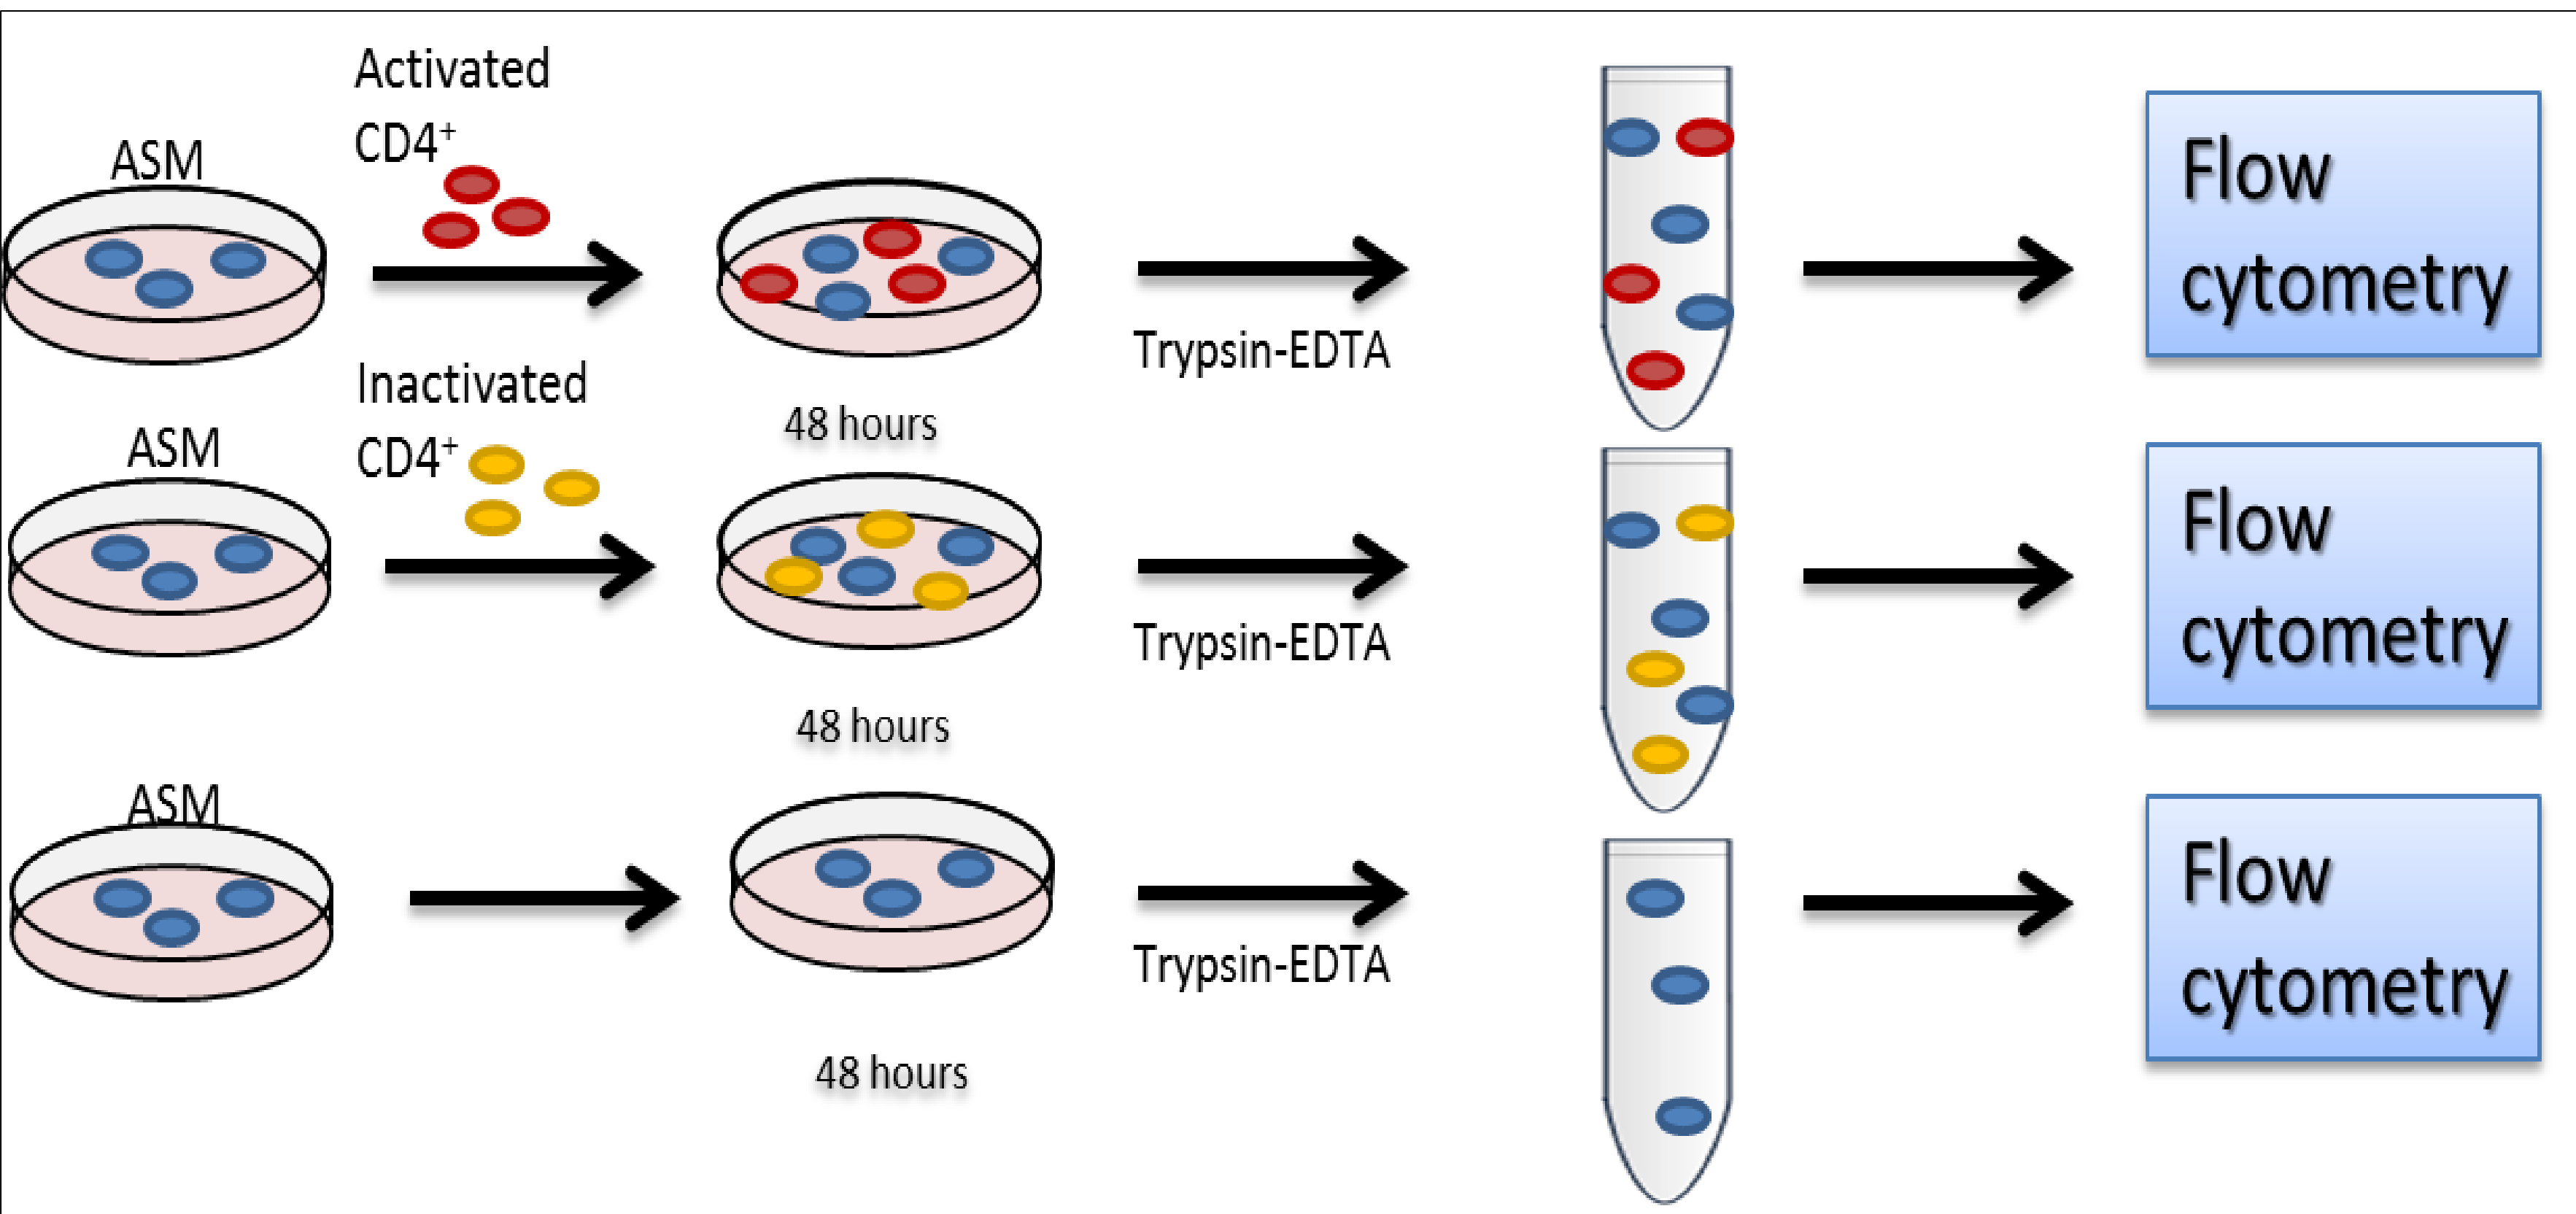 Activated
CD4⁺
ASM
48 hours
Trypsin-EDTA
Flow
cytometry
Inactivated
CD4⁺
ASM
48 hours
Trypsin-EDTA
Flow
cytometry
ASM
48 hours
Trypsin-EDTA
Flow
cytometry